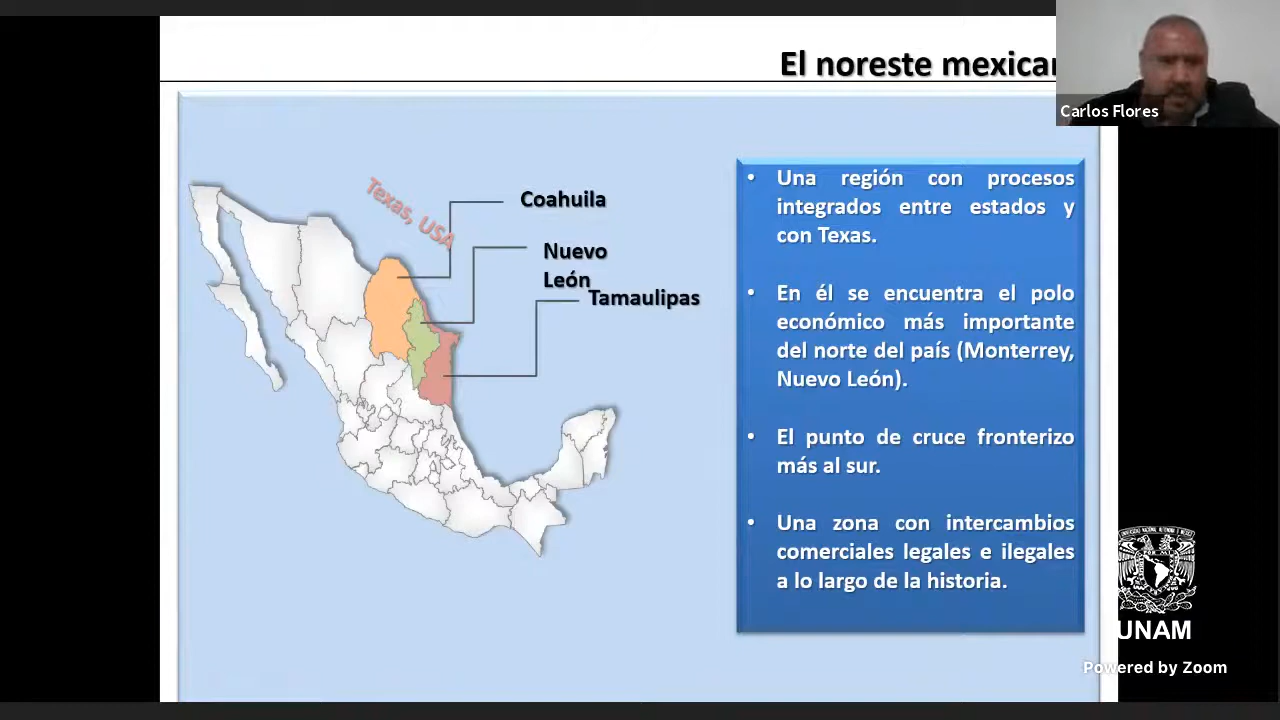 El noreste mexica
Carlos Flores
Texas, USA
Coahuila
Nuevo
León
Tamaulipas
• Una región con procesos
integrados entre estados y
con Texas.
• En él se encuentra el polo
económico más importante
del norte del país (Monterrey,
Nuevo León).
• El punto de cruce fronterizo
más al sur.
• Una zona con intercambios
comerciales legales e ilegales
a lo largo de la historia.
UNAM
Powered by Zoom